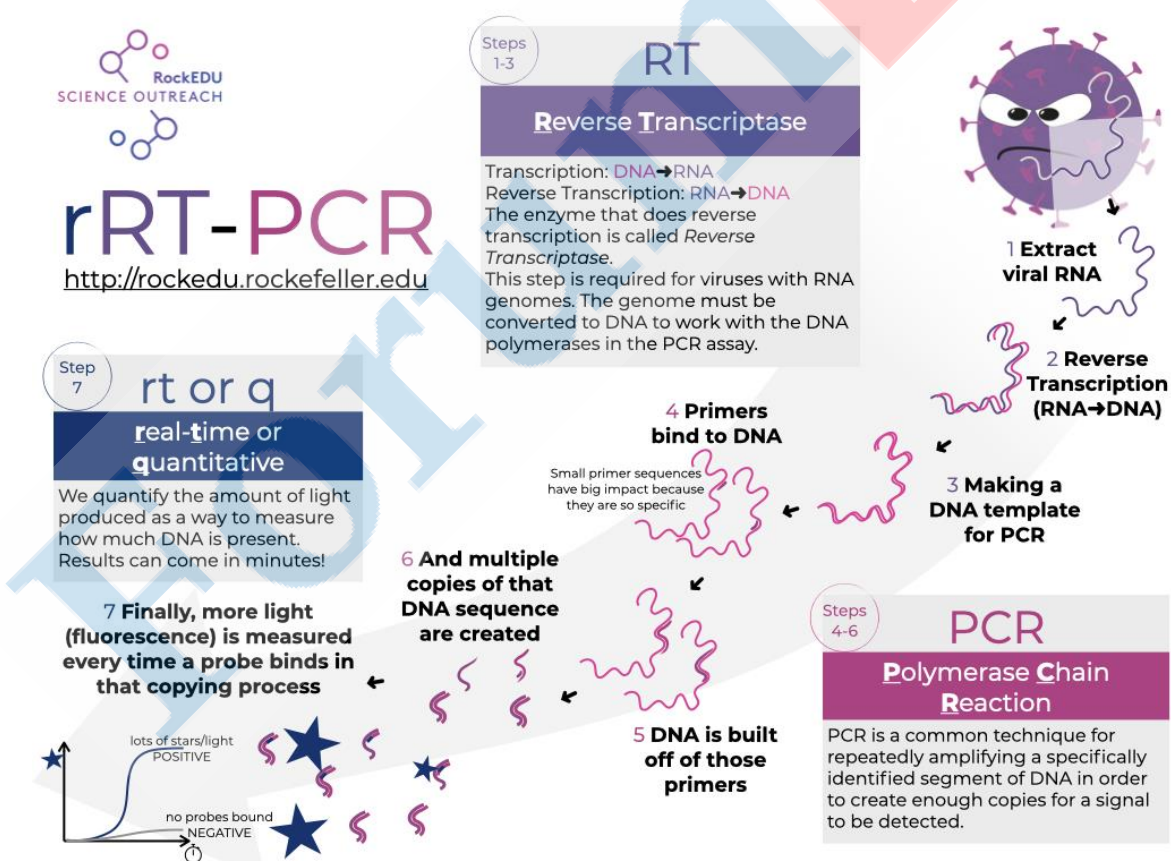 RockEDU
SCIENCE OUTREACH
rRT-PCR
http://rockedu.rockefeller.edu
Steps
1-3
RT
Reverse Transcriptase
Transcription: DNA➔RNA
Reverse Transcription: RNA➔DNA
The enzyme that does reverse
transcription is called Reverse
Transcriptase.
This step is required for viruses with RNA
genomes. The genome must be
converted to DNA to work with the DNA
polymerases in the PCR assay.
1 Extract
viral RNA
2 Reverse
Transcription
(RNA➔DNA)
3 Making a
DNA template
for PCR
4 Primers
bind to DNA
Small primer sequences
have big impact because
they are so specific
5 DNA is built
off of those
primers
6 And multiple
copies of that
DNA sequence
are created
Step
7
rt or q
real-time or
quantitative
We quantify the amount of light
produced as a way to measure
how much DNA is present.
Results can come in minutes!
7 Finally, more light
(fluorescence) is measured
every time a probe binds in
that copying process
lots of stars/light
POSITIVE
no probes bound
NEGATIVE
Steps
4-6
PCR
Polymerase Chain
Reaction
PCR is a common technique for
repeatedly amplifying a specifically
identified segment of DNA in order
to create enough copies for a signal
to be detected.
Forum